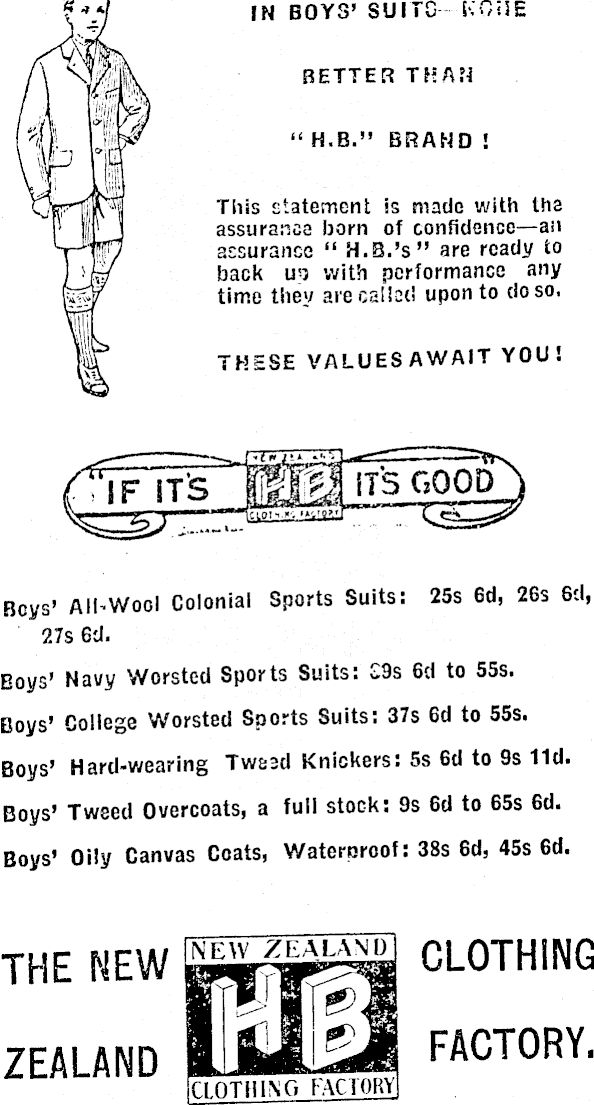 IN BOYS' SUITS—NONE
BETTER THAN
"H.B." BRAND!
This statement is made with the
assurance born of confidence—an
assurance "H.B.'s" are ready to
back up with performance any
time they are called upon to do so.
THESE VALUES AWAIT YOU!
"IF IT'S
NEW ZEALAND
HB
CLOTHING FACTORY
IT'S GOOD"
Boys' All-Wool Colonial Sports Suits: 25s 6d, 26s 6d,
27s 6d.
Boys' Navy Worsted Sports Suits: 39s 6d to 55s.
Boys' College Worsted Sports Suits: 37s 6d to 55s.
Boys' Hard-wearing Tweed Knickers: 5s 6d to 9s 11d.
Boys' Tweed Overcoats, a full stock: 9s 6d to 65s 6d.
Boys' Oily Canvas Coats, Waterproof: 38s 6d, 45s 6d.
THE NEW
ZEALAND
NEW ZEALAND
HB
CLOTHING FACTORY
CLOTHING
FACTORY.